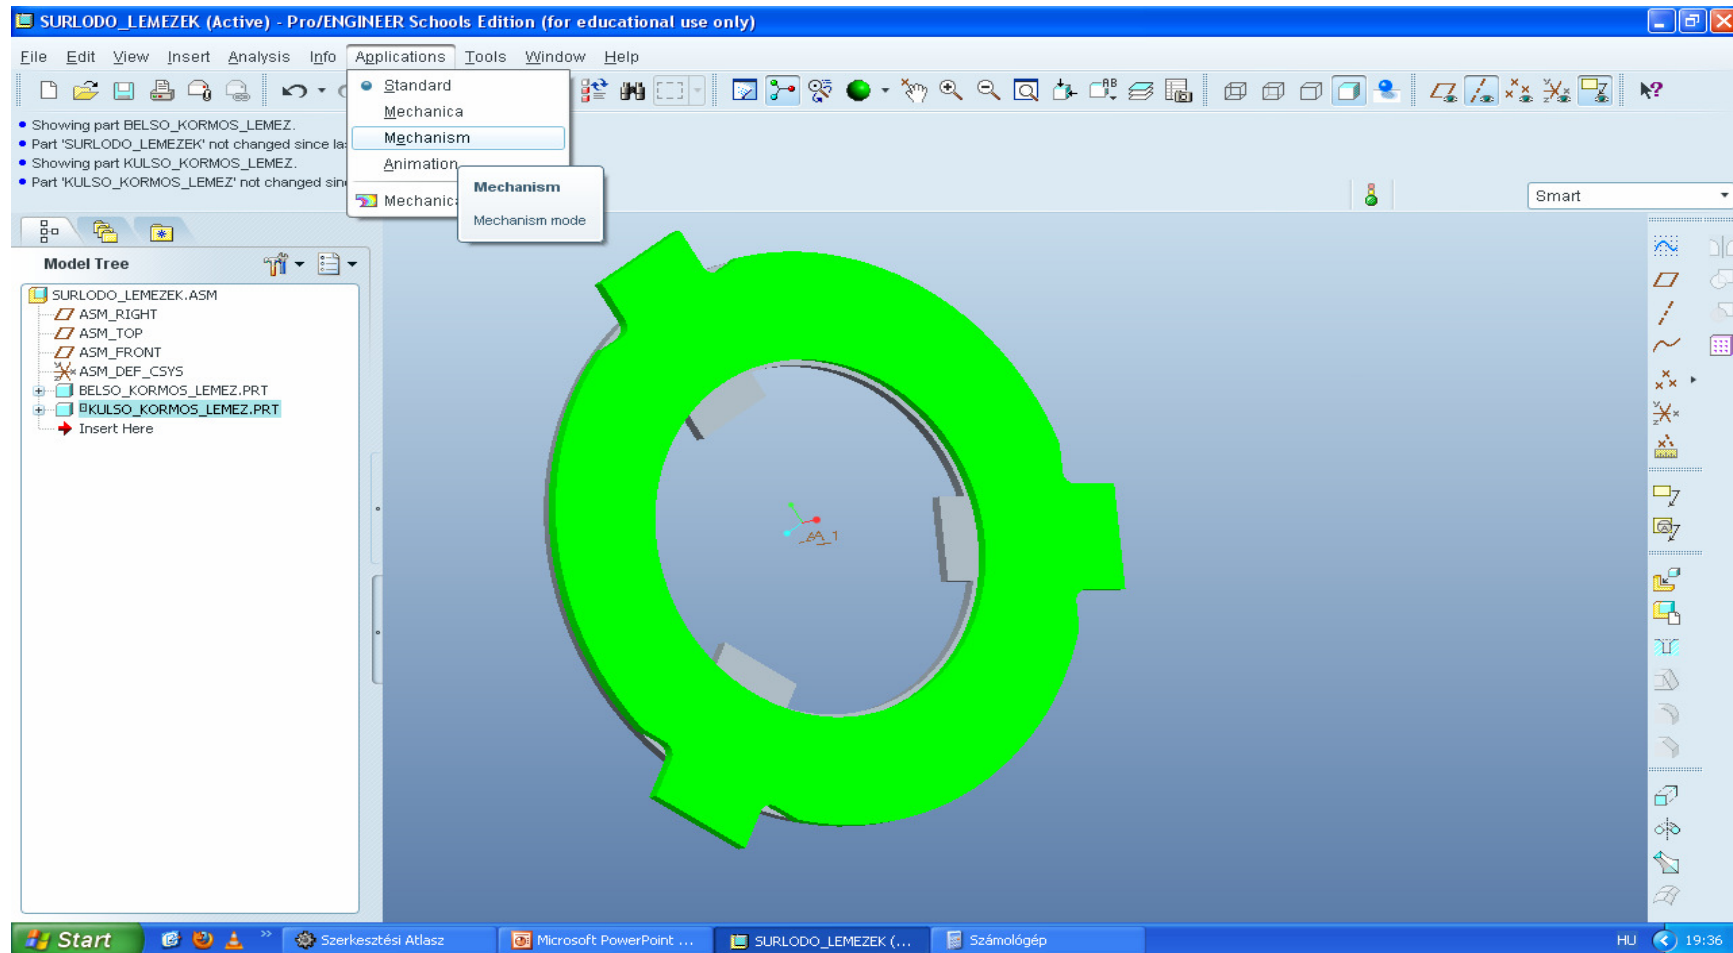 SURLODO_LEMEZEK (Active) - Pro/ENGINEER Schools Edition (for educational use only)
File Edit View Insert Analysis Info Applications Tools Window Help
Standard
Mechanica
Mechanism
Animation
Mechanica
Mechanism
Mechanism mode
Showing part BELSO_KORMOS_LEMEZ.
Part 'SURLODO_LEMEZEK' not changed since
Showing part KULSO_KORMOS_LEMEZ.
Part 'KULSO_KORMOS_LEMEZ' not changed
Smart
Model Tree
SURLODO_LEMEZEK.ASM
ASM_RIGHT
ASM_TOP
ASM_FRONT
ASM_DEF_CSYS
BELSO_KORMOS_LEMEZ.PRT
KULSO_KORMOS_LEMEZ.PRT
Insert Here
Start
Szerkesztési Atlasz
Microsoft PowerPoint ...
SURLODO_LEMEZEK (...
Számológép
HU
19:36